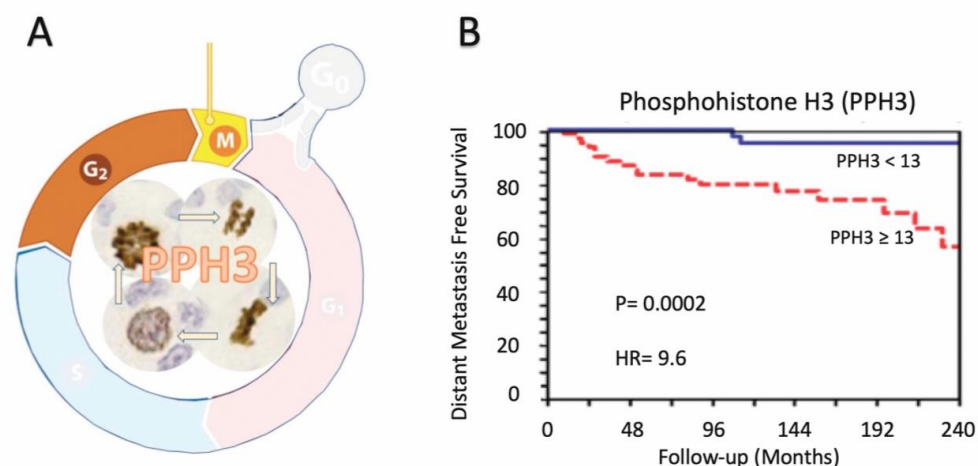 A
G₀
M
G₂
PPH3
G₁
S
B
Phosphohistone H3 (PPH3)
Distant Metastasis Free Survival
100
80
60
40
20
0
PPH3 < 13
PPH3 ≥ 13
P= 0.0002
HR= 9.6
0 48 96 144 192 240
Follow-up (Months)